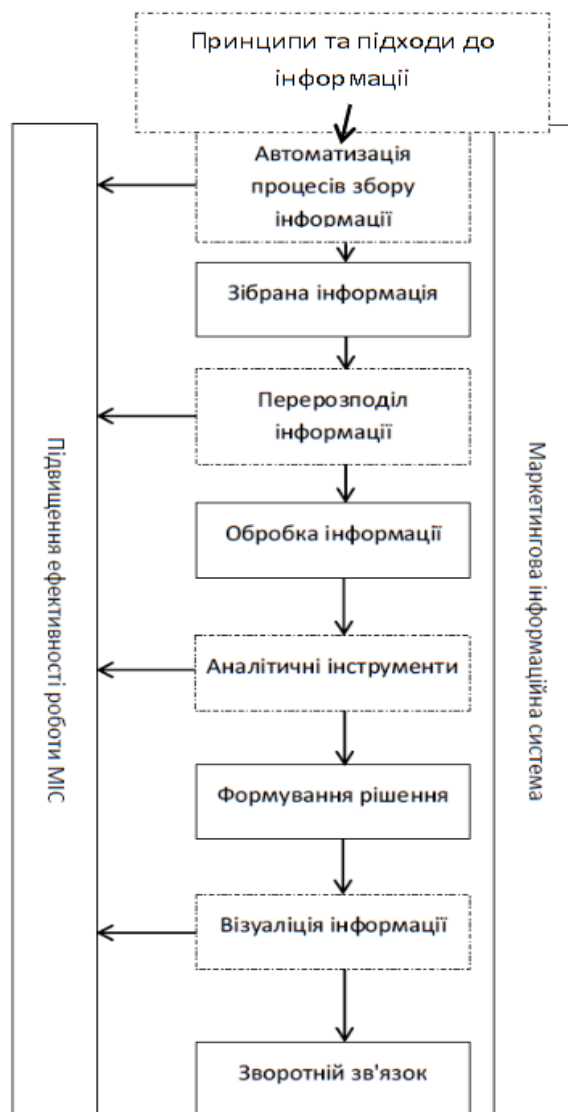 Принципи та підходи до
інформації
Автоматизація
процесів збору
інформації
Зібрана інформація
Перерозподіл
інформації
Обробка інформації
Аналітичні інструменти
Формування рішення
Візуаліція інформації
Зворотній зв'язок
Підвищення ефективності роботи МІС
Маркетингова інформаційна система